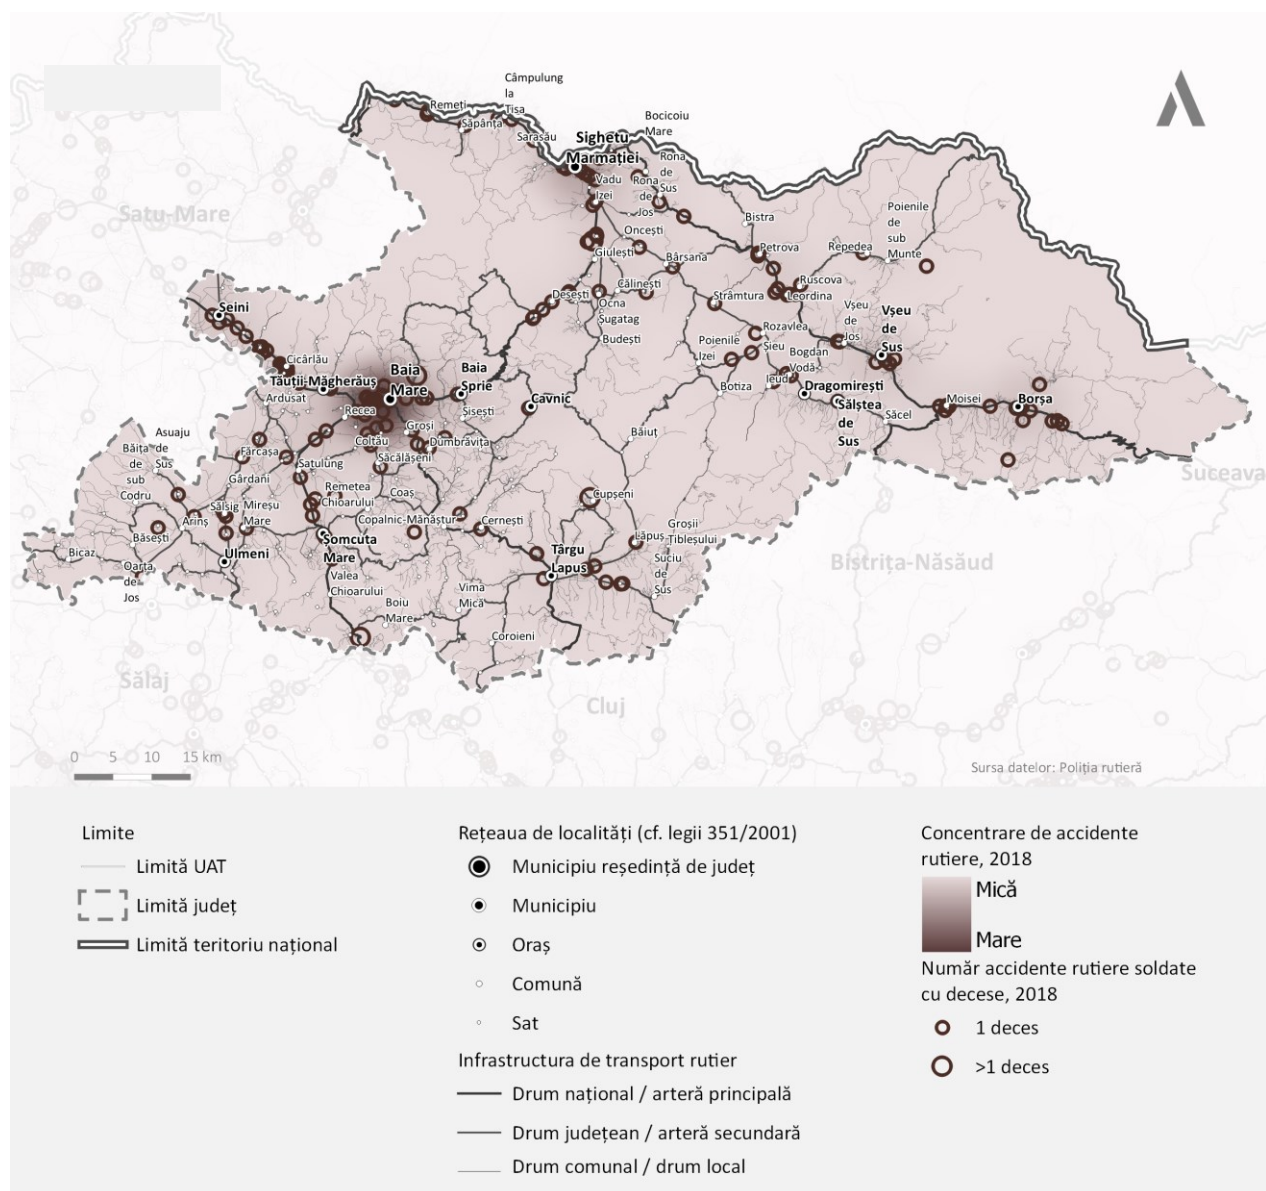 Câmpulung
la
Tisa
Remeți
Săpânța
Sarasău
Bocicoiu
Mare
Sighetu
Marmației
Rona
de
Sus
Vadu
Izei
Rona
de
Jos
Satu-Mare
Bistra
Poienile
de
sub
Munte
Oncești
Giulești
Bârsana
Petrova
Repedea
Ruscova
Leordina
Călinești
Desești
Ocna
Șugatag
Strâmtura
Budești
Vșeu
de
Jos
Vșeu
de
Sus
Seini
Cicârlău
Tăuții-Măgherăuș
Ardusat
Baia
Mare
Baia
Sprie
Recea
Șisești
Cavnic
Poienile
Izei
Rozavlea
Șieu
Bogdan
Vodă
Ieud
Botiza
Dragomirești
Sălștea
de
Sus
Săcel
Moisei
Borșa
Groși
Coltău
Dumbrăvița
Săcălășeni
Băiuț
Asuaju
de
Sus
Băița
de
sub
Codru
Fărcașa
Gârdani
Satulung
Suceava
Remetea
Chioarului
Coaș
Cupșeni
Sălsig
Mireșu
Mare
Arinș
Copalnic-Mănăștur
Cernești
Băsești
Bicaz
Oarța
de
Jos
Ulmeni
Șomcuta
Mare
Târgu
Lapus
Lăpuș
Groșii
Tibleșului
Suciu
de
Sus
Bistrița-Năsăud
Valea
Chioarului
Boiu
Mare
Vima
Mică
Coroieni
Sălaj
Cluj
0 5 10 15 km
Sursa datelor: Poliția rutieră
Limite
Limită UAT
Limită județ
Limită teritoriu național
Rețeaua de localități (cf. legii 351/2001)
Municipiu reședință de județ
Municipiu
Oraș
Comună
Sat
Infrastructura de transport rutier
Drum național / arteră principală
Drum județean / arteră secundară
Drum comunal / drum local
Concentrare de accidente
rutiere, 2018
Mică
Mare
Număr accidente rutiere soldate
cu decese, 2018
1 deces
>1 deces